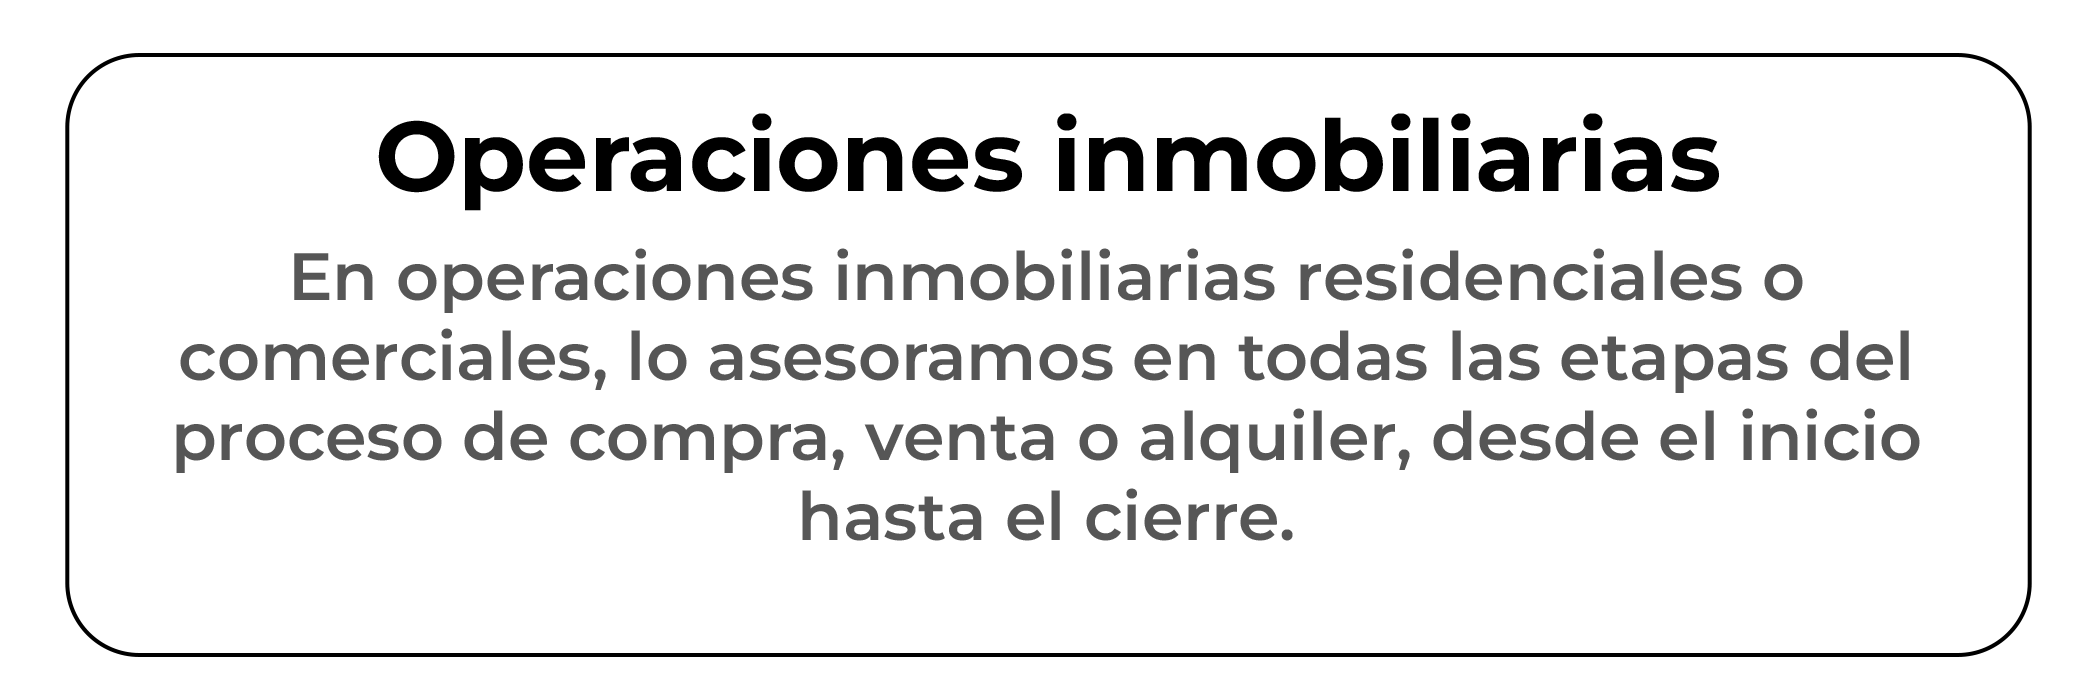 Operaciones inmobiliarias
En operaciones inmobiliarias residenciales o
comerciales, lo asesoramos en todas las etapas del
proceso de compra, venta o alquiler, desde el inicio
hasta el cierre.